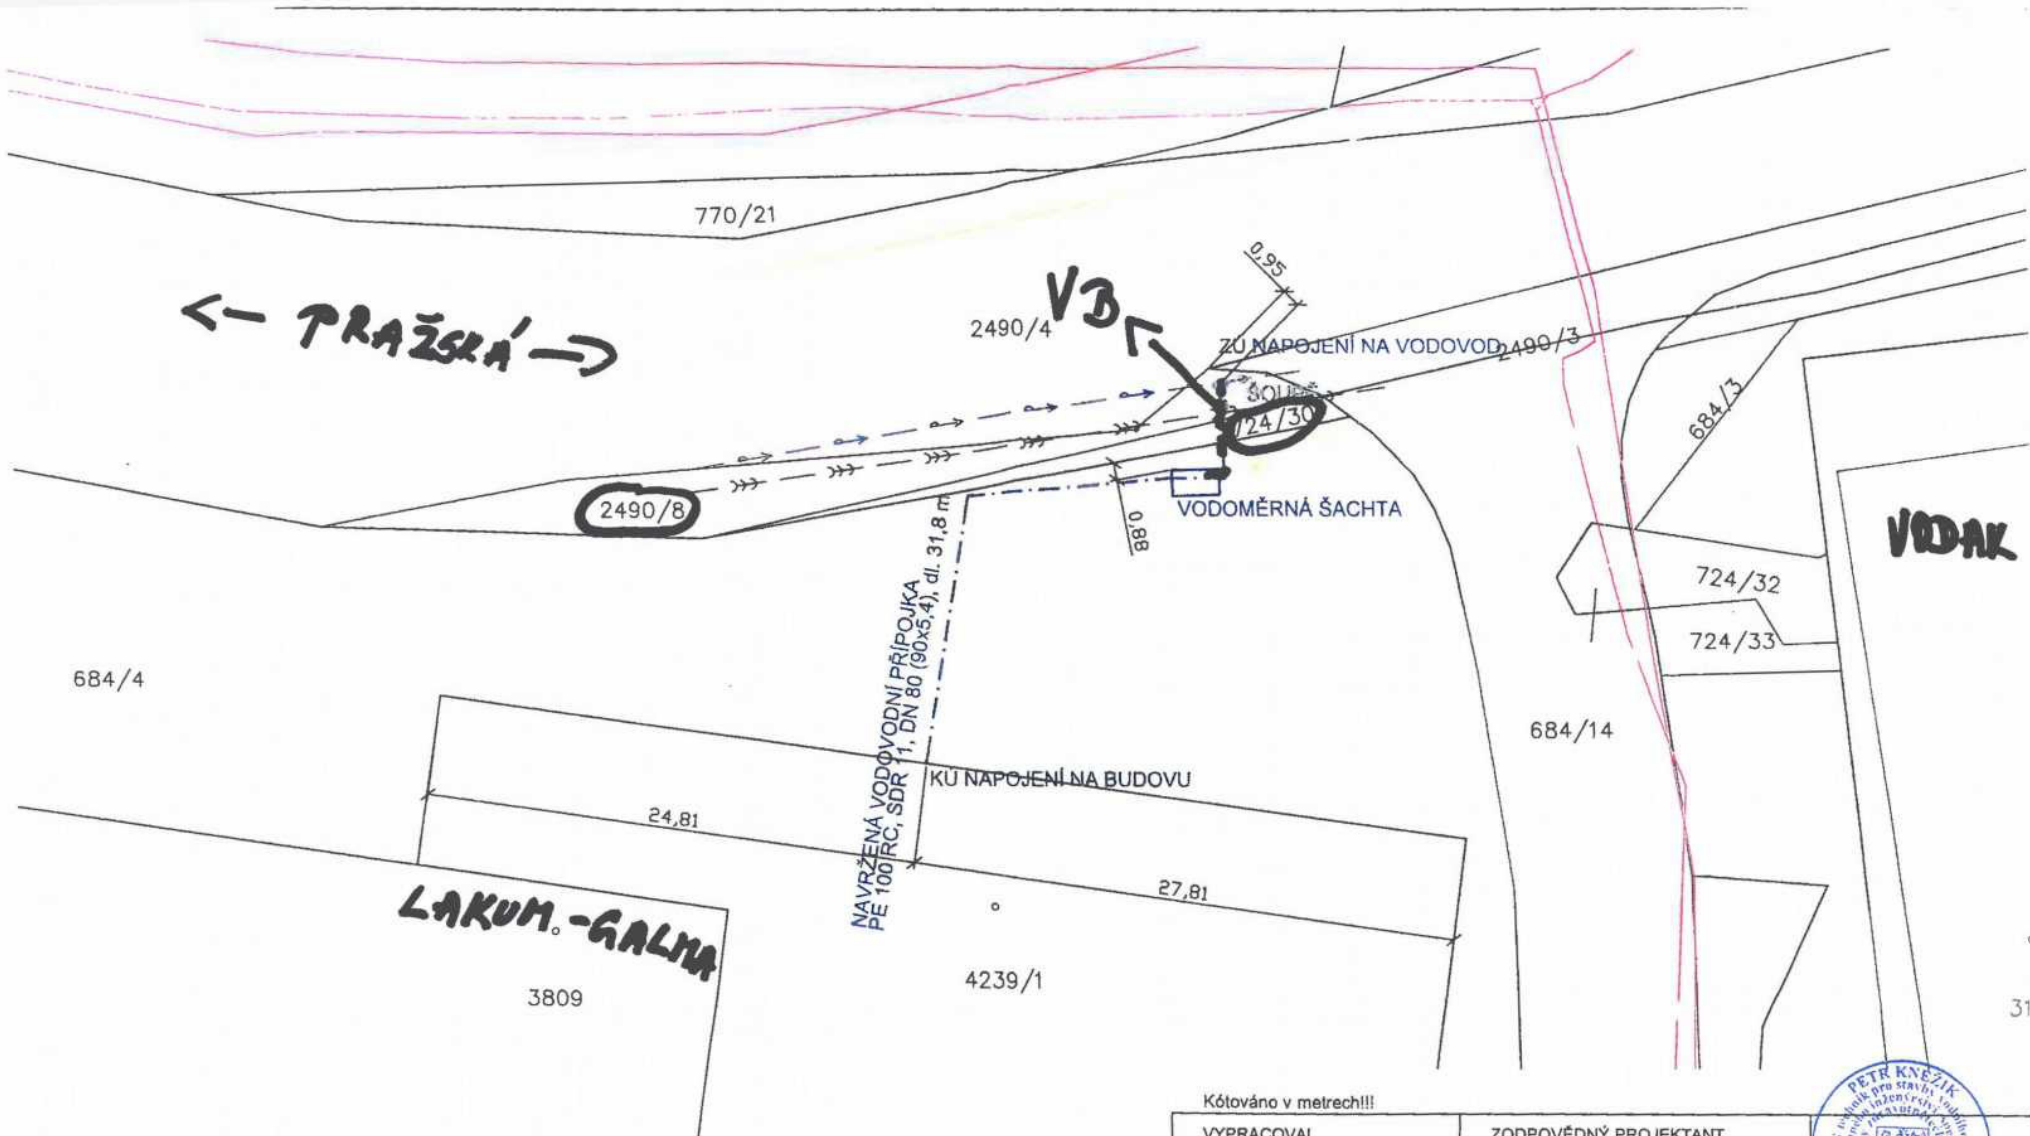 770/21
0,95
<- PRAŽSKÁ ->
VB
2490/4
ZÚ NAPOJENÍ NA VODOVOD
2490/3
684/3
724/30
2490/8
VODOMĚRNÁ ŠACHTA
0,88
VODAK
724/32
724/33
684/4
NAVRŽENÁ VODOVODNÍ PŘÍPOJKA
PE 100 RC, SDR 11, DN 80 (90x5,4), dl. 31,8 m
684/14
KÚ NAPOJENÍ NA BUDOVU
24,81
27,81
LAKUM.-GALMA
3809
4239/1
31
Kótováno v metrech!!!
VYPRACOVAL
ZODPOVĚDNÝ PROJEKTANT
PETR KNĚŽÍK